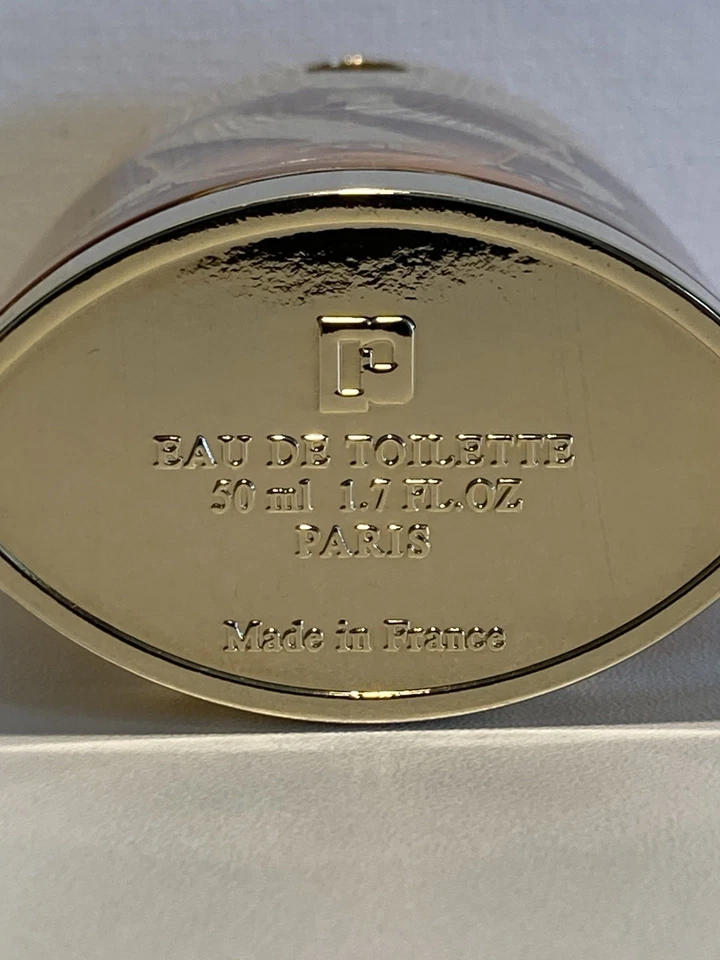 P
EAU DE TOILETTE
50 ml 1.7 FL.OZ
PARIS
Made in France